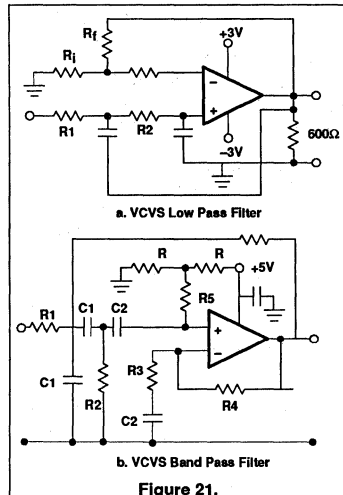 Rf
+3V
Ri
−
+
R1
R2
600Ω
−3V
a. VCVS Low Pass Filter
R
R
+5V
R1
C1
C2
R5
+
−
R3
C1
R2
R4
C2
b. VCVS Band Pass Filter
Figure 21.